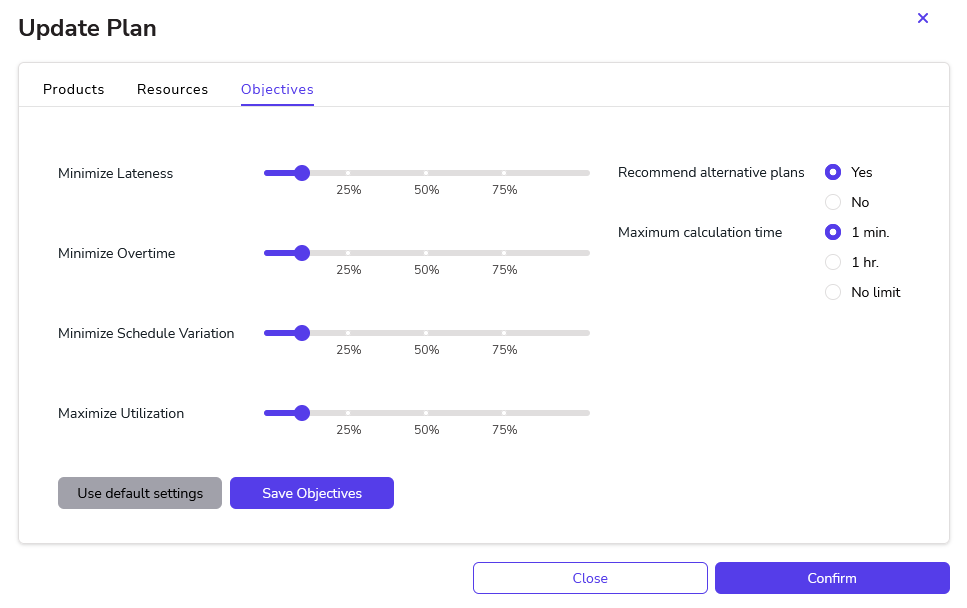 Update Plan
Products Resources Objectives
Minimize Lateness
25% 50% 75%
Minimize Overtime
25% 50% 75%
Minimize Schedule Variation
25% 50% 75%
Maximize Utilization
25% 50% 75%
Recommend alternative plans
Yes
No
Maximum calculation time
1 min.
1 hr.
No limit
Use default settings
Save Objectives
Close
Confirm